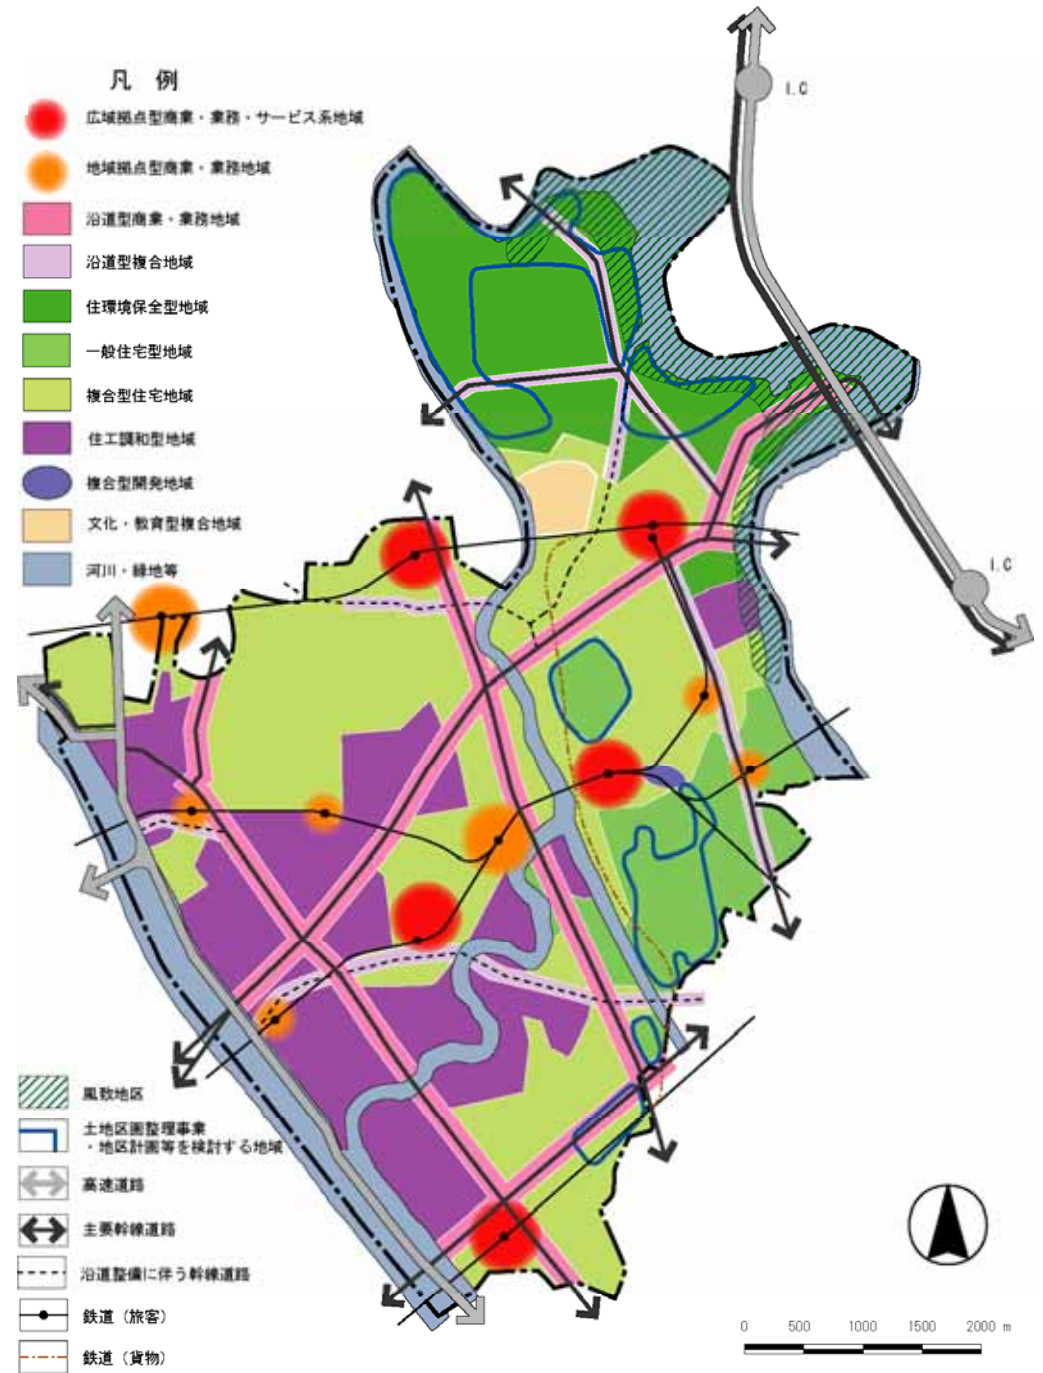 凡 例
広域拠点型商業・業務・サービス系地域
地域拠点型商業・業務地域
沿道型商業・業務地域
沿道型複合地域
住環境保全型地域
一般住宅型地域
複合型住宅地域
住工調和型地域
複合型開発地域
文化・教育型複合地域
河川・緑地等
I.C
I.C
風致地区
土地区画整理事業
・地区計画等を検討する地域
高速道路
主要幹線道路
沿道整備に伴う幹線道路
鉄道（旅客）
鉄道（貨物）
0 500 1000 1500 2000 m